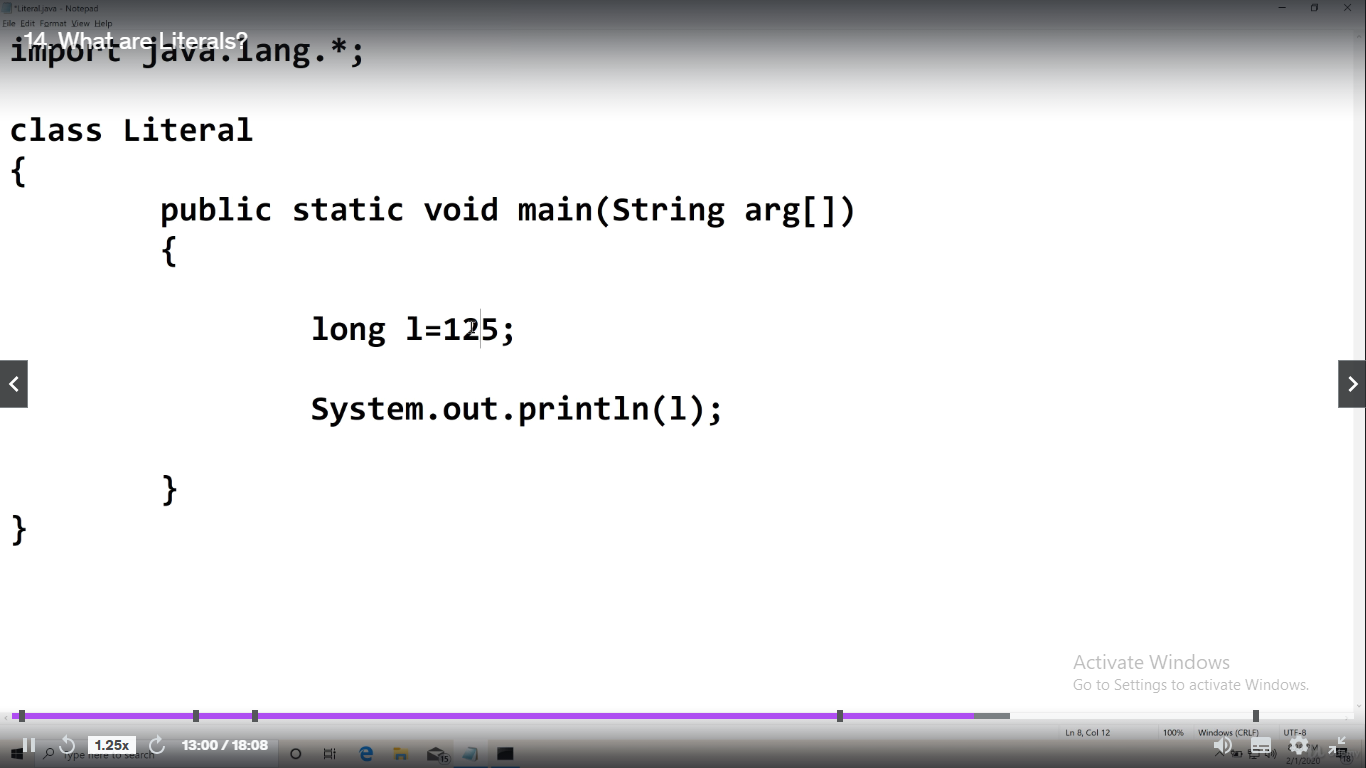 *Literal.java - Notepad
File Edit Format View Help
14. What are Literals?
import java.lang.*;
class Literal
{
public static void main(String arg[])
{
long l=125;
System.out.println(l);
}
}
Activate Windows
Go to Settings to activate Windows.
Ln 8, Col 12 100% Windows (CRLF) UTF-8
1.25x 13:00 / 18:08
Type here to search
15
2/1/2020
18